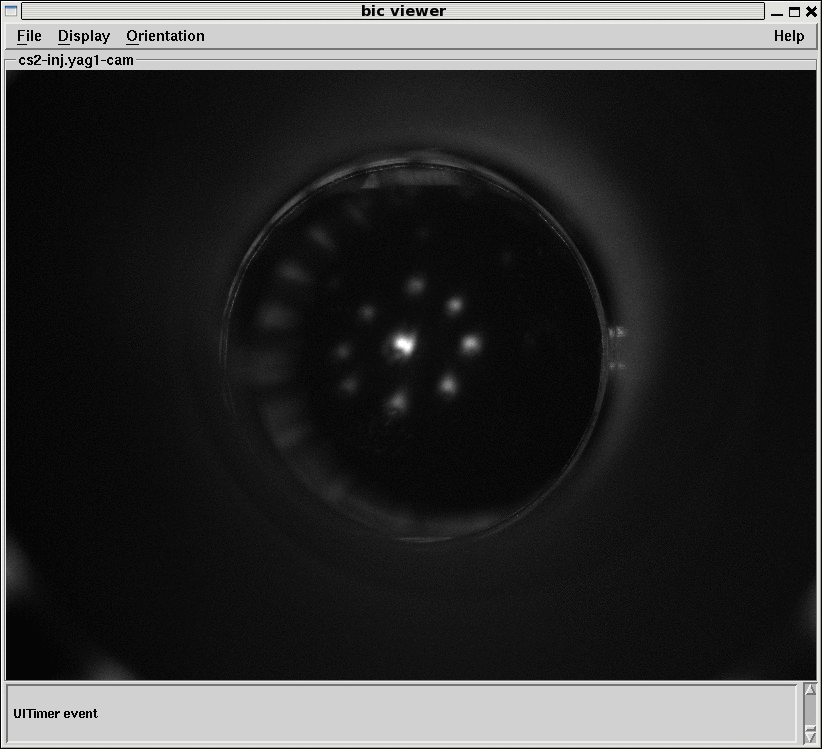 bic viewer
File Display Orientation Help
cs2-inj.yag1-cam
UITimer event